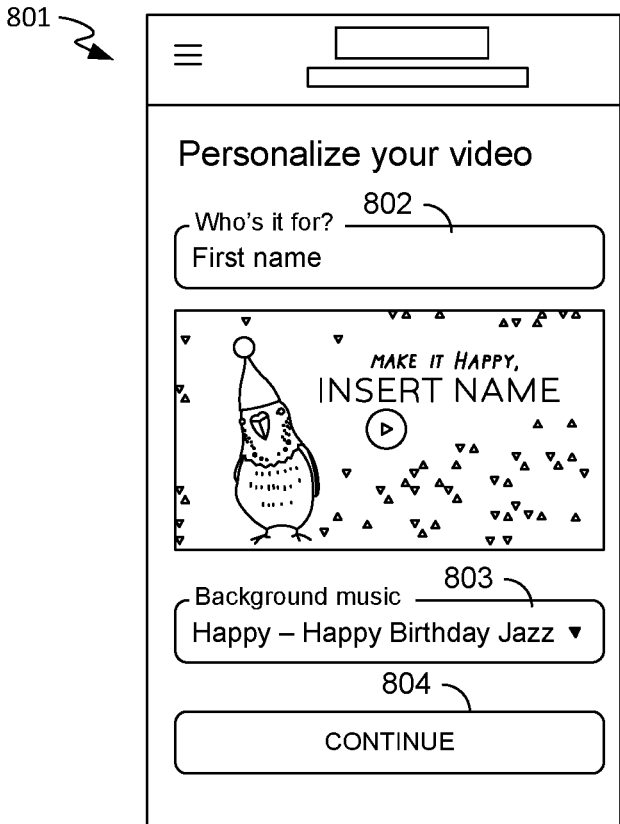 801
Personalize your video
802
Who's it for?
First name
MAKE IT HAPPY,
INSERT NAME
803
Background music
Happy – Happy Birthday Jazz
804
CONTINUE